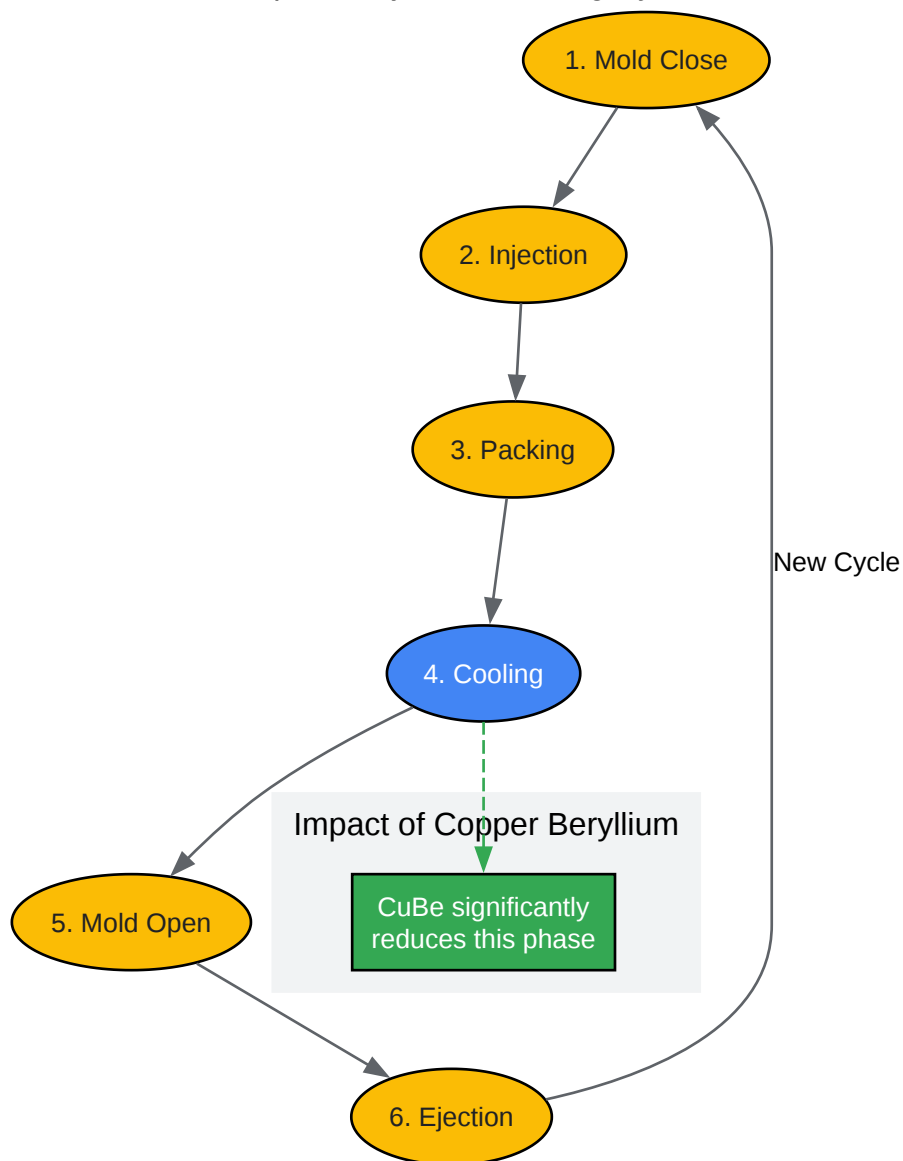 1. Mold Close
2. Injection
3. Packing
New Cycle
4. Cooling
Impact of Copper Beryllium
CuBe significantly
reduces this phase
5. Mold Open
6. Ejection